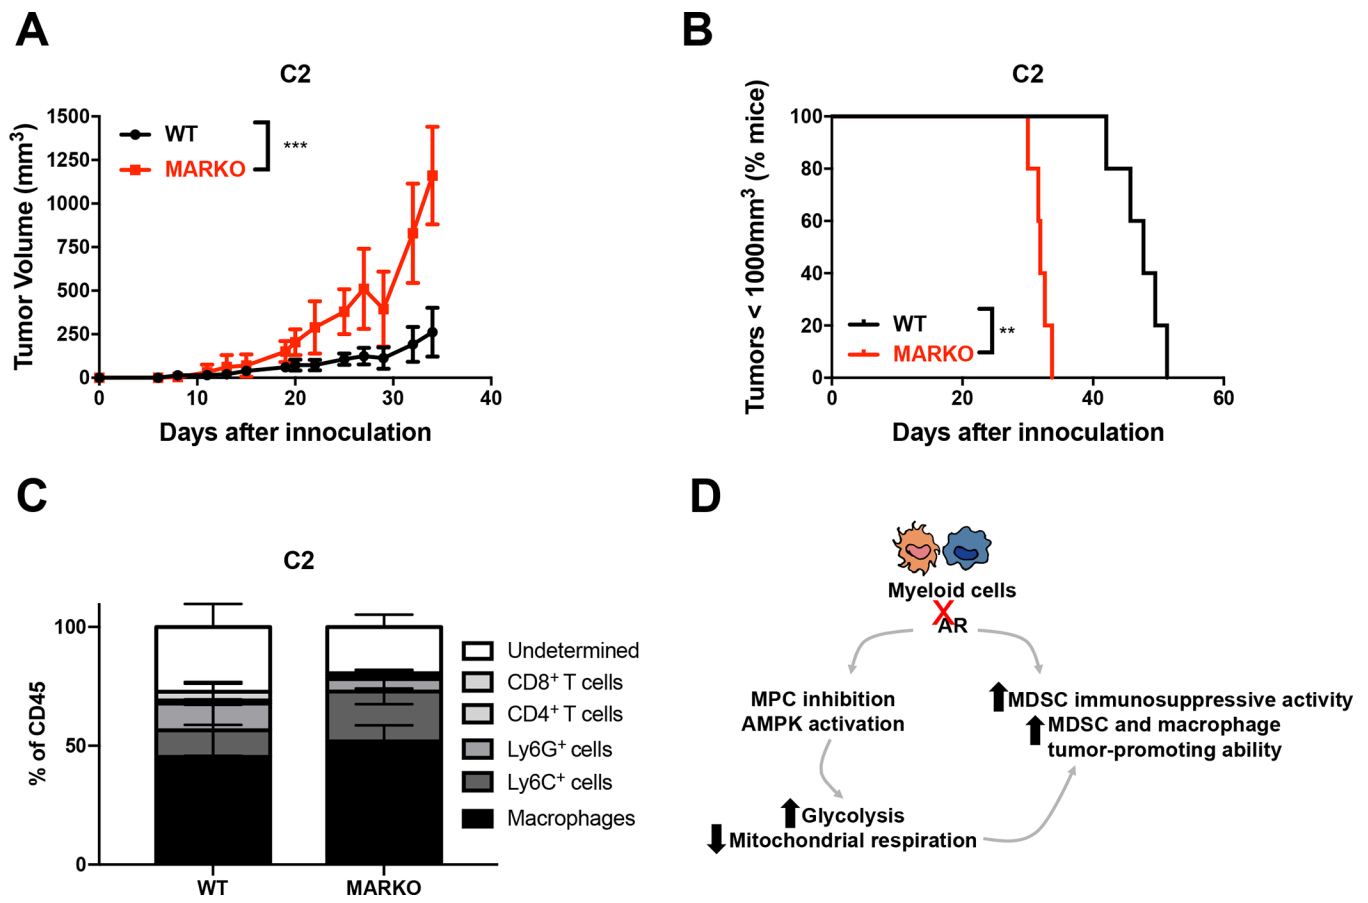 A
C2
Tumor Volume (mm3)
1500
1250
1000
750
500
250
0
WT
MARKO
***
0
10
20
30
40
Days after innoculation
B
C2
Tumors < 1000mm3 (% mice)
100
80
60
40
20
0
WT
MARKO
**
0
20
40
60
Days after innoculation
C
C2
% of CD45
100
50
0
WT
MARKO
Undetermined
CD8+ T cells
CD4+ T cells
Ly6G+ cells
Ly6C+ cells
Macrophages
D
Myeloid cells
X
AR
MPC inhibition
AMPK activation
MDSC immunosuppressive activity
MDSC and macrophage
tumor-promoting ability
Glycolysis
Mitochondrial respiration